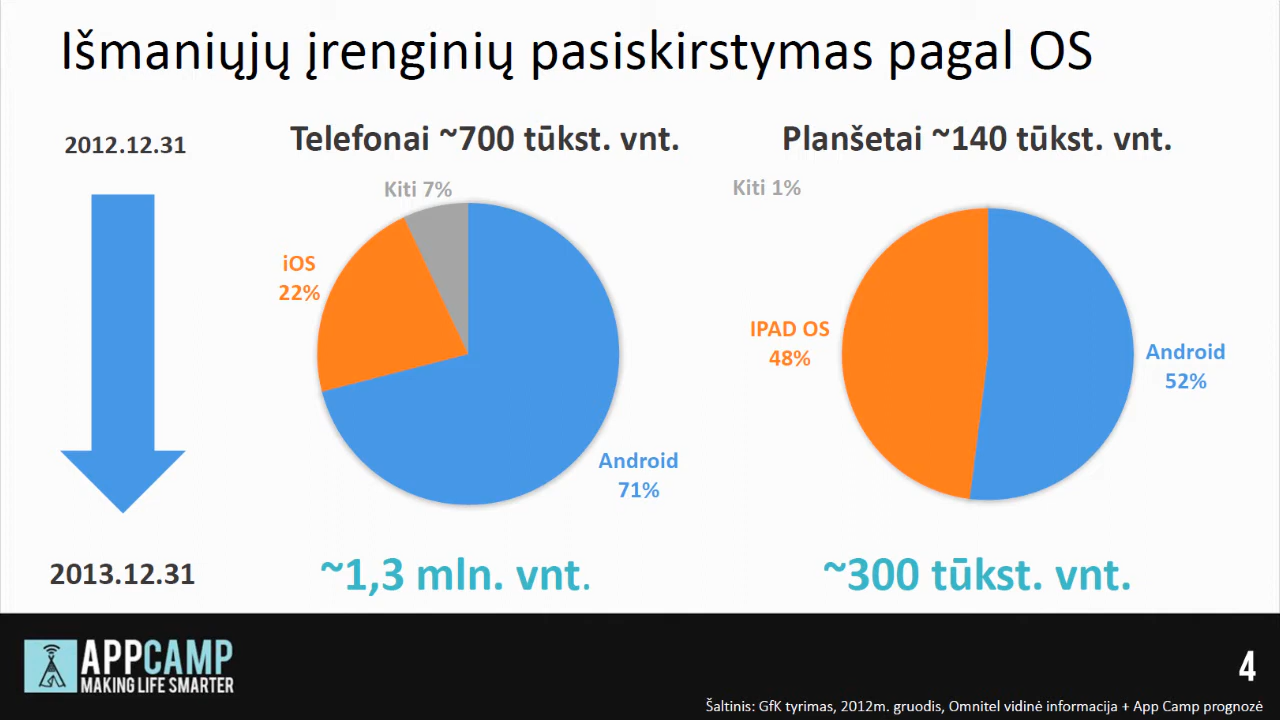 Išmaniųjų įrenginių pasiskirstymas pagal OS
2012.12.31
Telefonai ~700 tūkst. vnt.
Planšetai ~140 tūkst. vnt.
Kiti 7%
Kiti 1%
iOS
22%
IPAD OS
48%
Android
52%
Android
71%
2013.12.31
~1,3 mln. vnt.
~300 tūkst. vnt.
APPCAMP
MAKING LIFE SMARTER
4
Šaltinis: GfK tyrimas, 2012m. gruodis, Omnitel vidinė informacija + App Camp prognozė